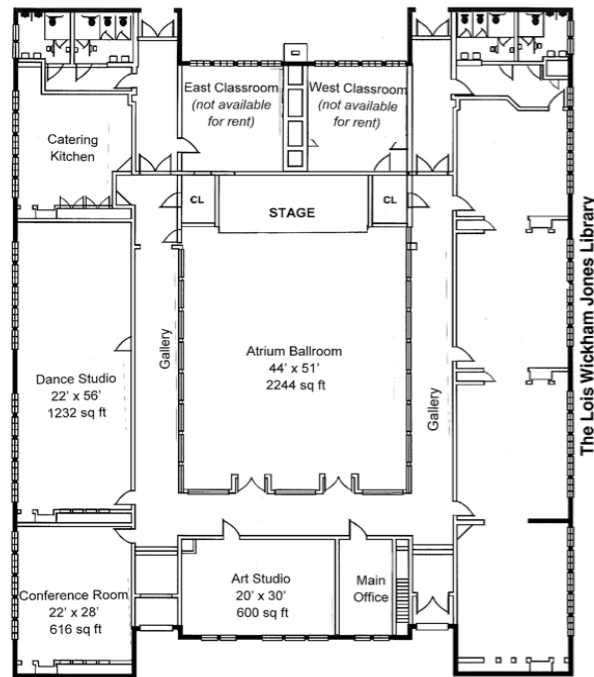 East Classroom
(not available
for rent)
West Classroom
(not available
for rent)
Catering
Kitchen
CL
STAGE
CL
The Lois Wickham Jones Library
Gallery
Atrium Ballroom
44' x 51'
2244 sq ft
Gallery
Dance Studio
22' x 56'
1232 sq ft
Conference Room
22' x 28'
616 sq ft
Art Studio
20' x 30'
600 sq ft
Main
Office